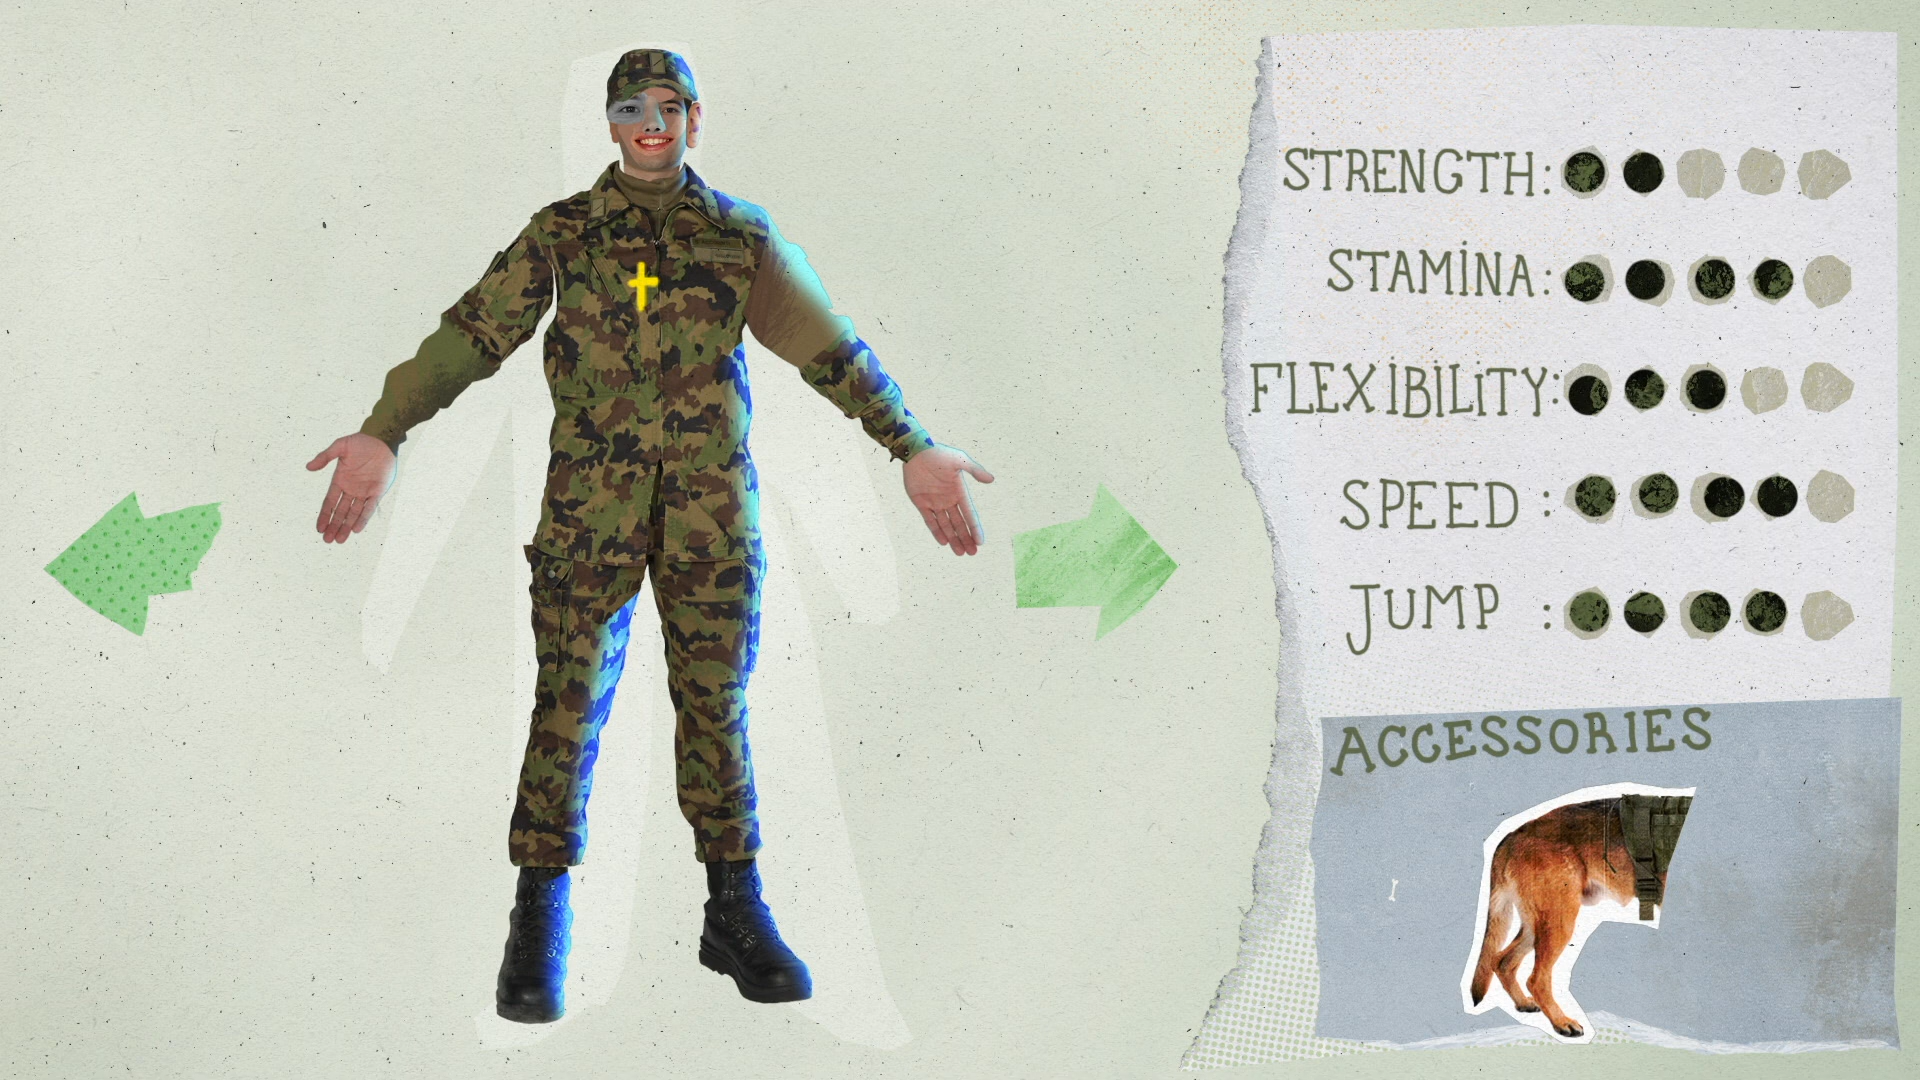 STRENGTH:
STAMINA:
FLEXIBILITY:
SPEED :
JUMP :
ACCESSORIES